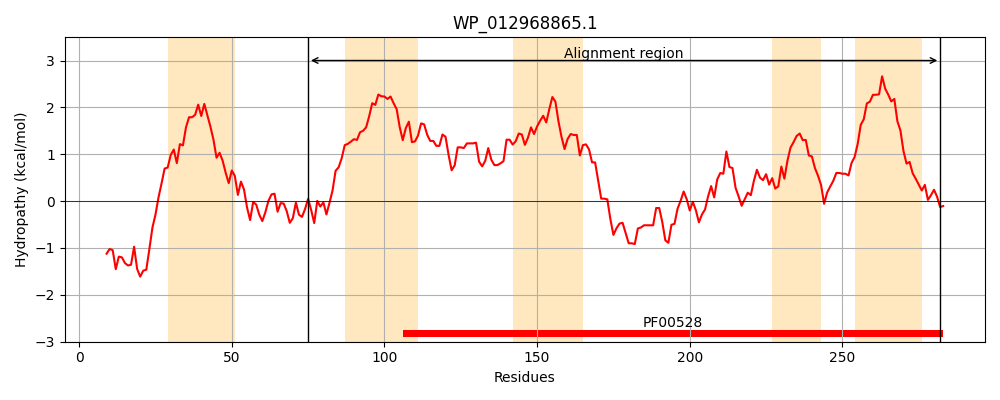 WP_012968865.1
Alignment region
PF00528
3
2
1
0
−1
−2
−3
Hydropathy (kcal/mol)
0 50 100 150 200 250
Residues